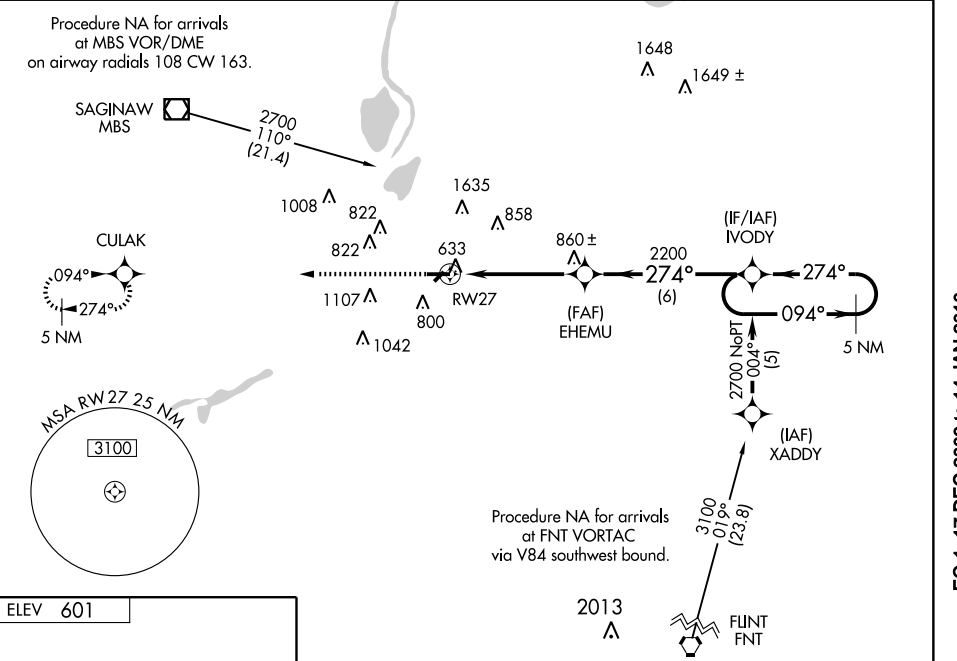 Procedure NA for arrivals
at MBS VOR/DME
on airway radials 108 CW 163.
1648
1649 ±
SAGINAW
MBS
2700
110°
(21.4)
1008
822
822
1635
858
CULAK
094°
274°
5 NM
633
RW27
1107
800
1042
860 ±
(FAF)
EHEMU
2200
274°
(6)
(IF/IAF)
IVODY
274°
094°
5 NM
2700 NoPT
004°
(5)
(IAF)
XADDY
MSA RW 27 25 NM
3100
Procedure NA for arrivals
at FNT VORTAC
via V84 southwest bound.
3100
019°
(23.8)
2013
FLINT
FNT
ELEV 601